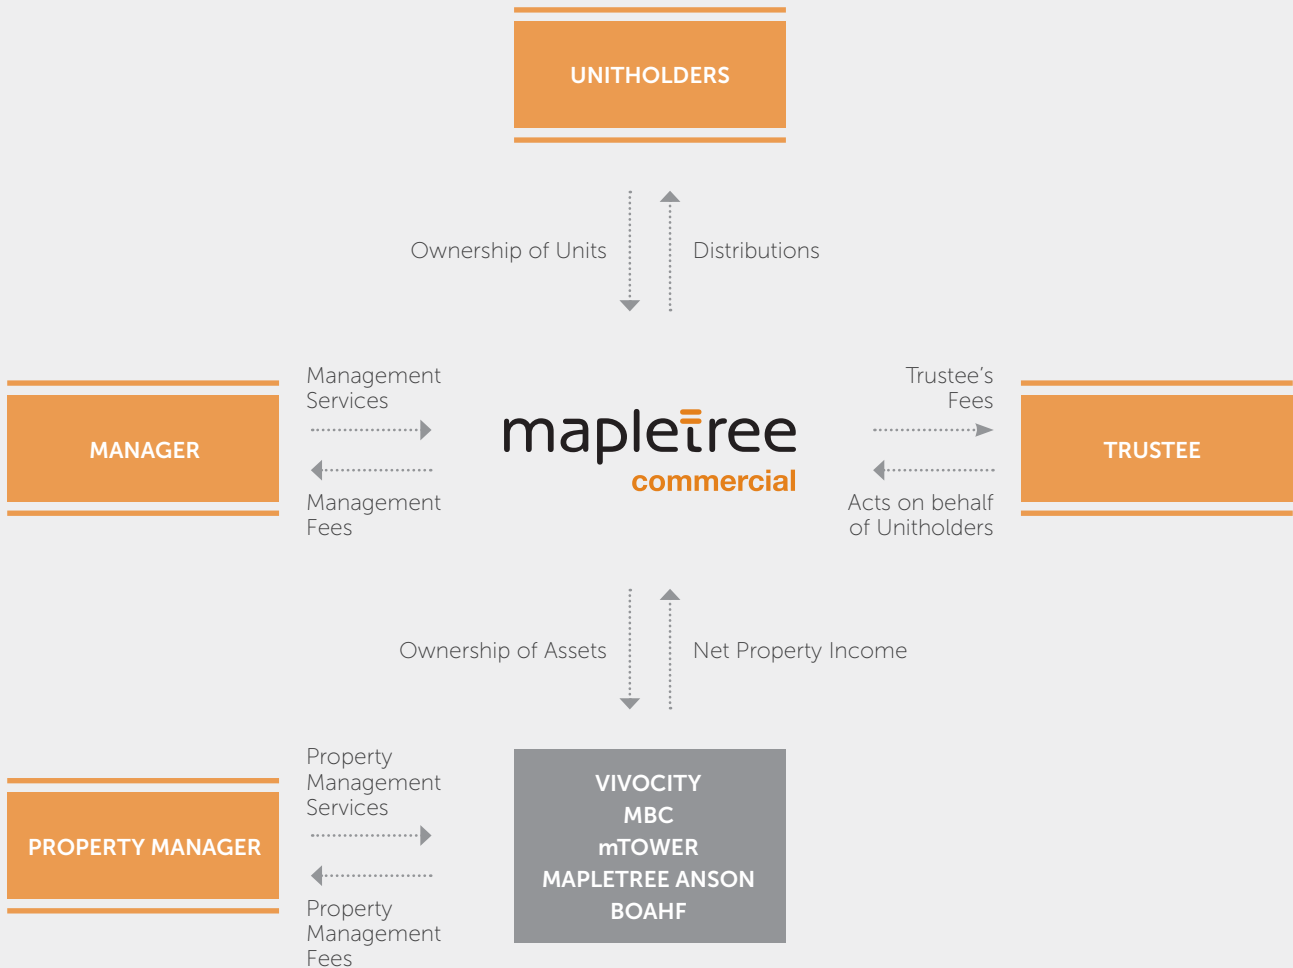 UNITHOLDERS
Ownership of Units
Distributions
Management
Services
MANAGER
Management
Fees
mapletree
commercial
Trustee's
Fees
TRUSTEE
Acts on behalf
of Unitholders
Ownership of Assets
Net Property Income
Property
Management
Services
PROPERTY MANAGER
Property
Management
Fees
VIVOCITY
MBC
mTOWER
MAPLETREE ANSON
BOAHF